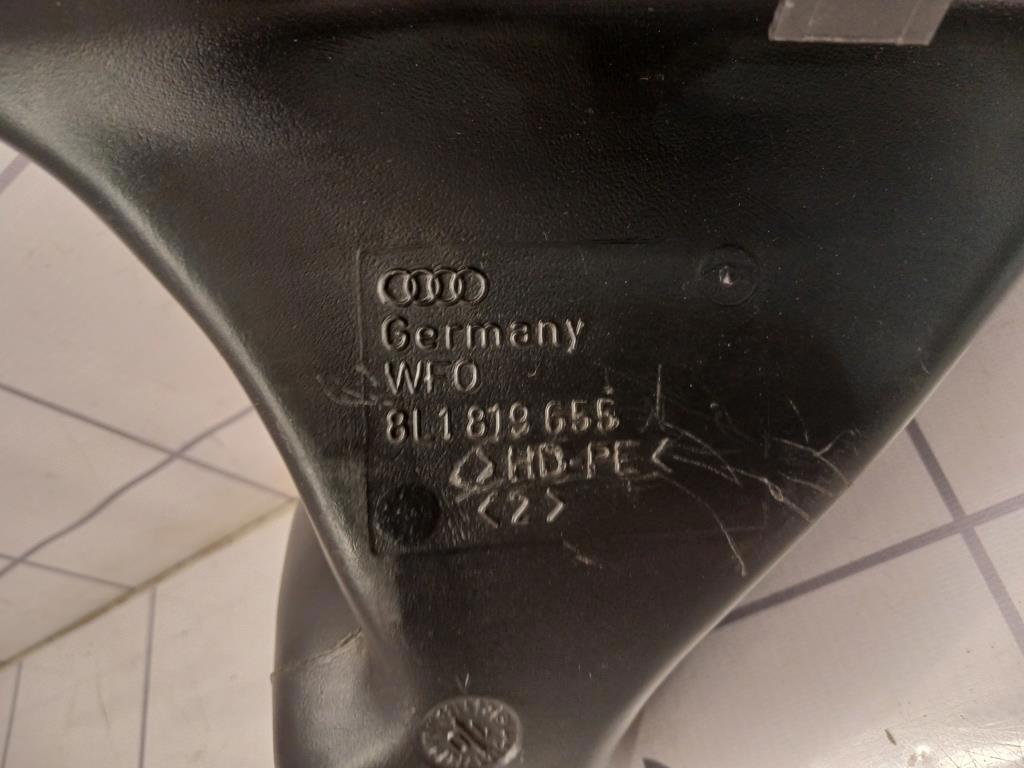 Germany
WFO
8L1 819 655
HD-PE<
<2>